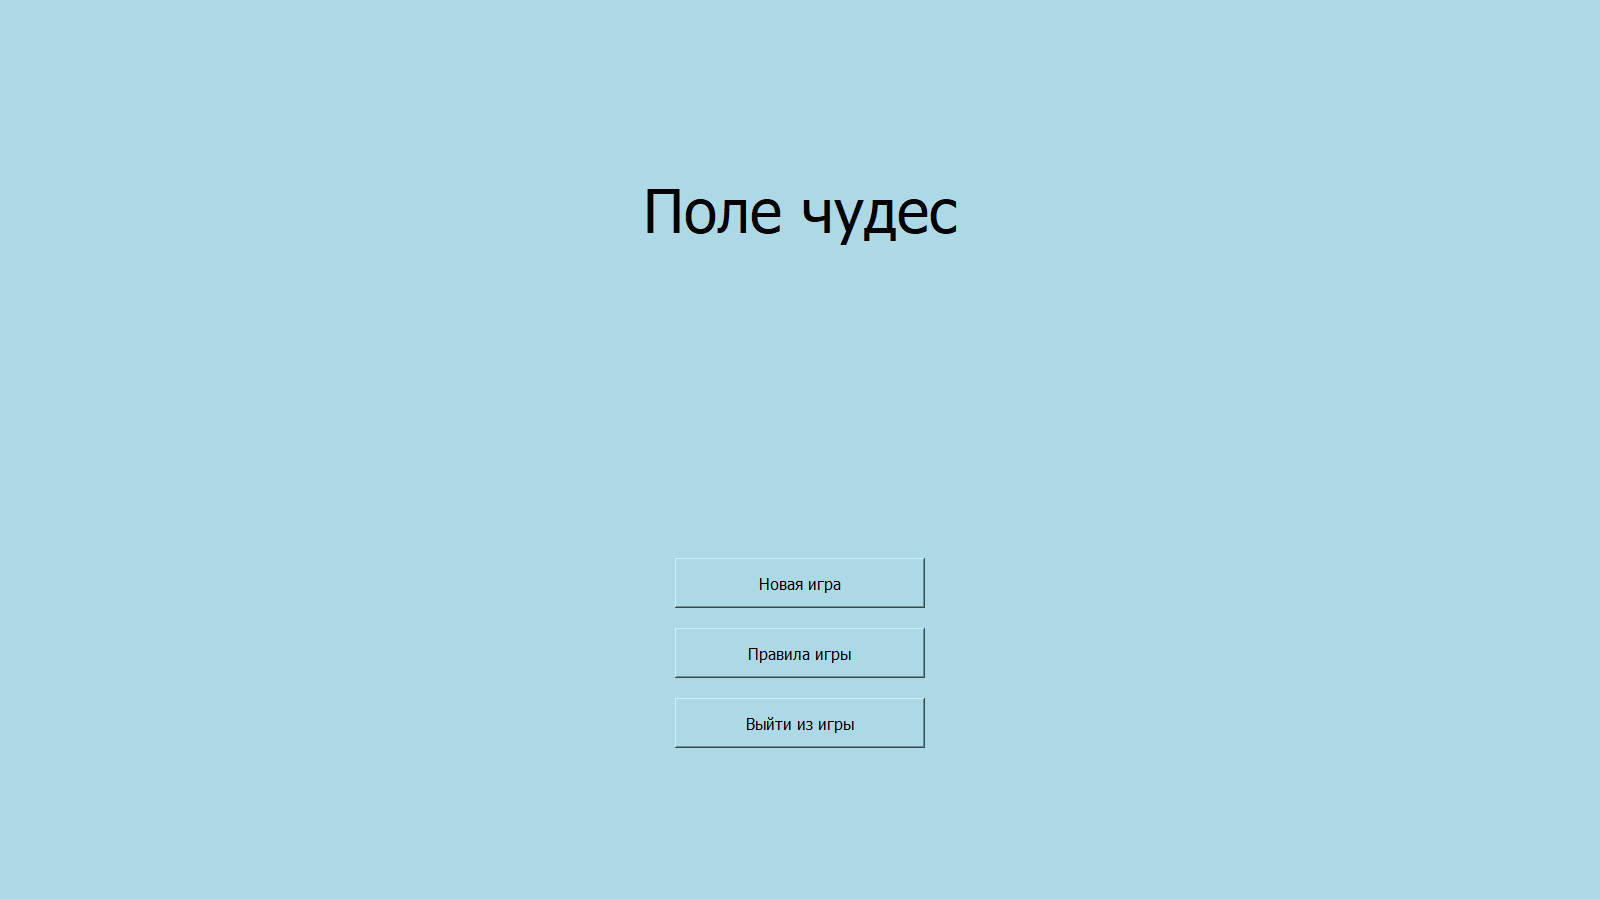 Поле чудес
Новая игра
Правила игры
Выйти из игры